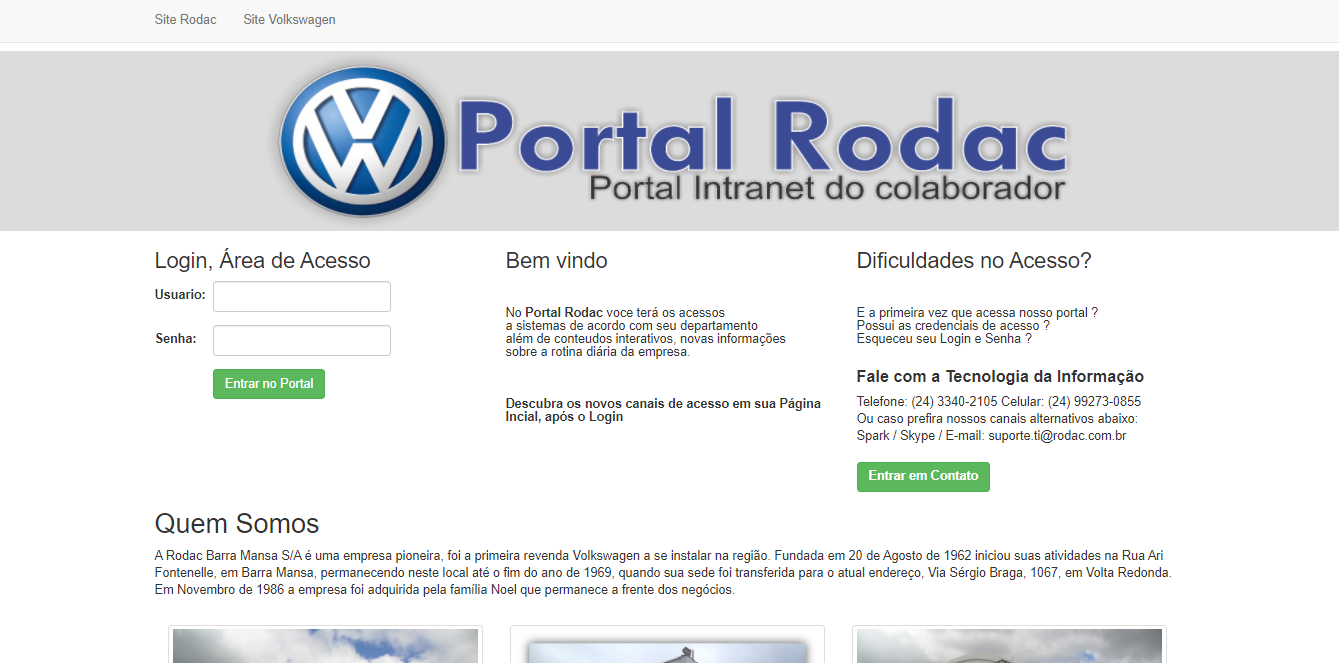 Site Rodac
Site Volkswagen
Portal Rodac
Portal Intranet do colaborador
Login, Área de Acesso
Usuario:
Senha:
Entrar no Portal
Bem vindo
No Portal Rodac voce terá os acessos
a sistemas de acordo com seu departamento
além de conteudos interativos, novas informações
sobre a rotina diária da empresa.
Descubra os novos canais de acesso em sua Página
Incial, após o Login
Dificuldades no Acesso?
E a primeira vez que acessa nosso portal ?
Possui as credenciais de acesso ?
Esqueceu seu Login e Senha ?
Fale com a Tecnologia da Informação
Telefone: (24) 3340-2105 Celular: (24) 99273-0855
Ou caso prefira nossos canais alternativos abaixo:
Spark / Skype / E-mail: suporte.ti@rodac.com.br
Entrar em Contato
Quem Somos
A Rodac Barra Mansa S/A é uma empresa pioneira, foi a primeira revenda Volkswagen a se instalar na região. Fundada em 20 de Agosto de 1962 iniciou suas atividades na Rua Ari
Fontenelle, em Barra Mansa, permanecendo neste local até o fim do ano de 1969, quando sua sede foi transferida para o atual endereço, Via Sérgio Braga, 1067, em Volta Redonda.
Em Novembro de 1986 a empresa foi adquirida pela família Noel que permanece a frente dos negócios.